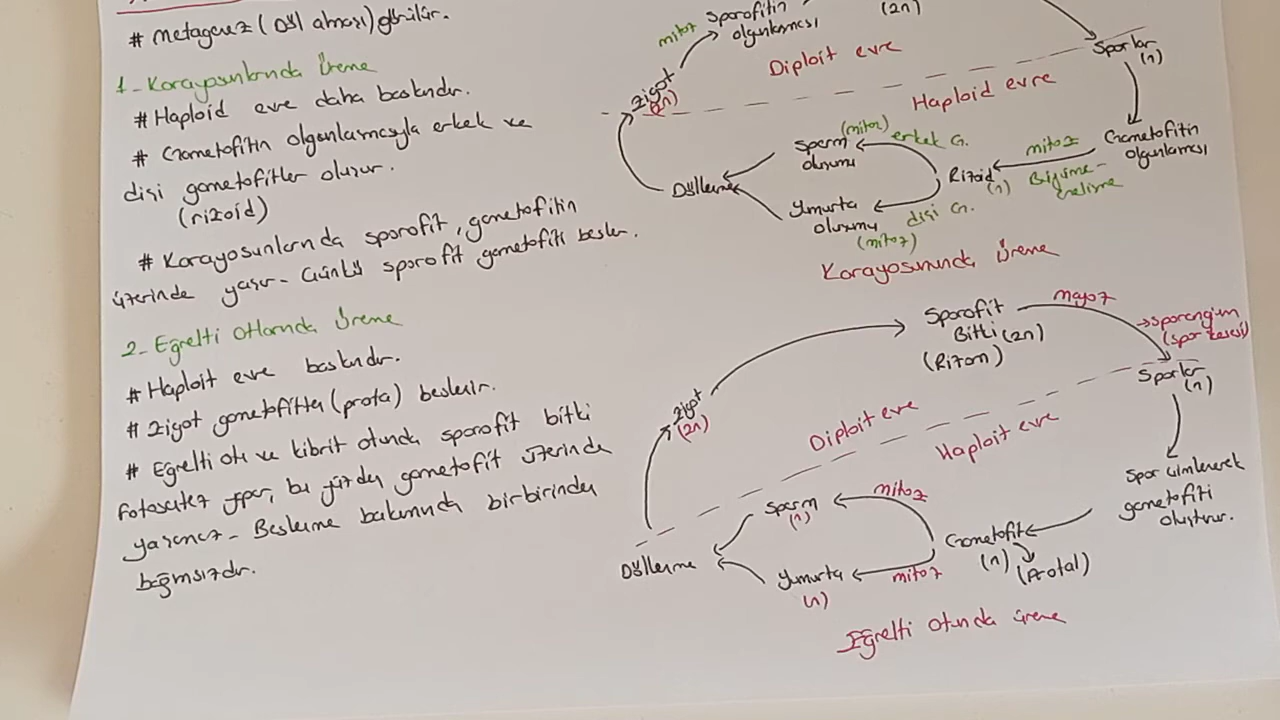 # Metagenez (Döl alması) görülür.
1- Karayosunlarında Üreme
# Haploid evre daha baskındır.
# Gametofitin olgunlaşmasıyla erkek ve
dişi gametofitler oluşur.
(rizoid)
# Karayosunlarında sporofit, gametofitin
üzerinde yaşar- Çünkü sporofit gametofiti besler.
2- Eğrelti Otlarında Üreme
# Haploit evre baskındır.
# Zigot gametofitten (prota) beslenir.
# Eğrelti otu ve kibrit otunda sporofit bitki
fotosentez yapar, bu yüzden gametofit üzerinde
yaşamaz- Beslenme bakımından birbirinden
bağımsızdır.
mitoz
Sporofitin
olgunlaşması
(2n)
Diploit evre
Zigot
(2n)
Sporlar
(n)
Haploid evre
Gametofitin
olgunlaşması
mitoz
Büyüme-
Gelişme
Rizoid
(n)
(mitoz)
erkek G.
Sperm
oluşumu
Yumurta
oluşumu
dişi G.
(mitoz)
Dölleme
Karayosununda Üreme
Sporofit
Bitki (2n)
(Rizom)
mayoz
→sporangium
(spor kesesi)
Sporlar
(n)
Zigot
(2n)
Diploit evre
Haploit evre
Spor çimlenerek
gametofiti
oluşturur.
Gametofit
(n)
(Protal)
mitoz
Sperm
(n)
mitoz
Yumurta
(n)
Döllenme
Eğrelti Otunda üreme